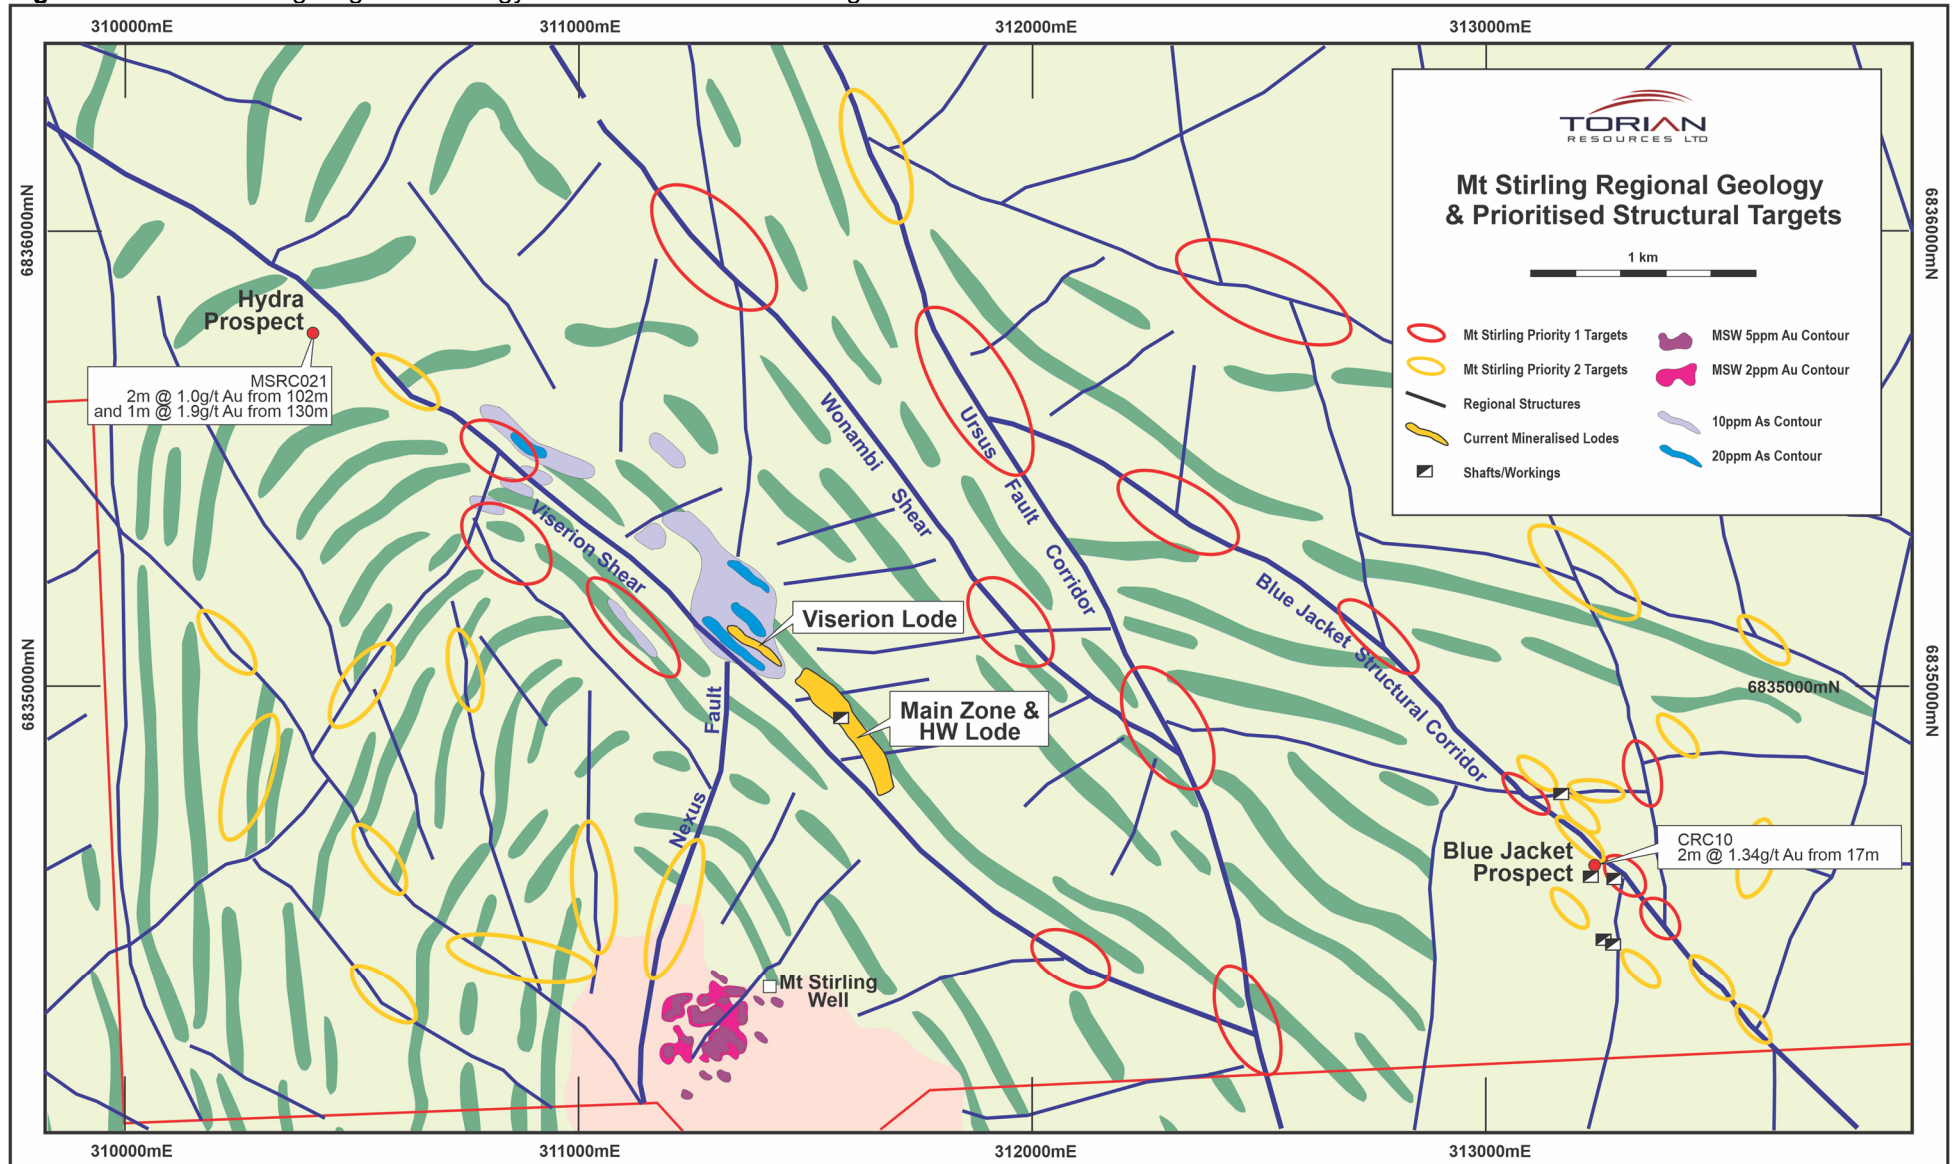 310000mE
311000mE
312000mE
313000mE
6836000mN
6836000mN
TORIAN
RESOURCES LTD
Mt Stirling Regional Geology
& Prioritised Structural Targets
1 km
Mt Stirling Priority 1 Targets
Mt Stirling Priority 2 Targets
Regional Structures
Current Mineralised Lodes
Shafts/Workings
MSW 5ppm Au Contour
MSW 2ppm Au Contour
10ppm As Contour
20ppm As Contour
Hydra
Prospect
MSRC021
2m @ 1.0g/t Au from 102m
and 1m @ 1.9g/t Au from 130m
Wonambi
Shear
Ursus
Fault
Corridor
Viserion Shear
Blue Jacket Structural Corridor
Viserion Lode
Main Zone &
HW Lode
Nexus
Fault
6835000mN
6835000mN
6835000mN
Blue Jacket
Prospect
CRC10
2m @ 1.34g/t Au from 17m
Mt Stirling
Well
310000mE
311000mE
312000mE
313000mE